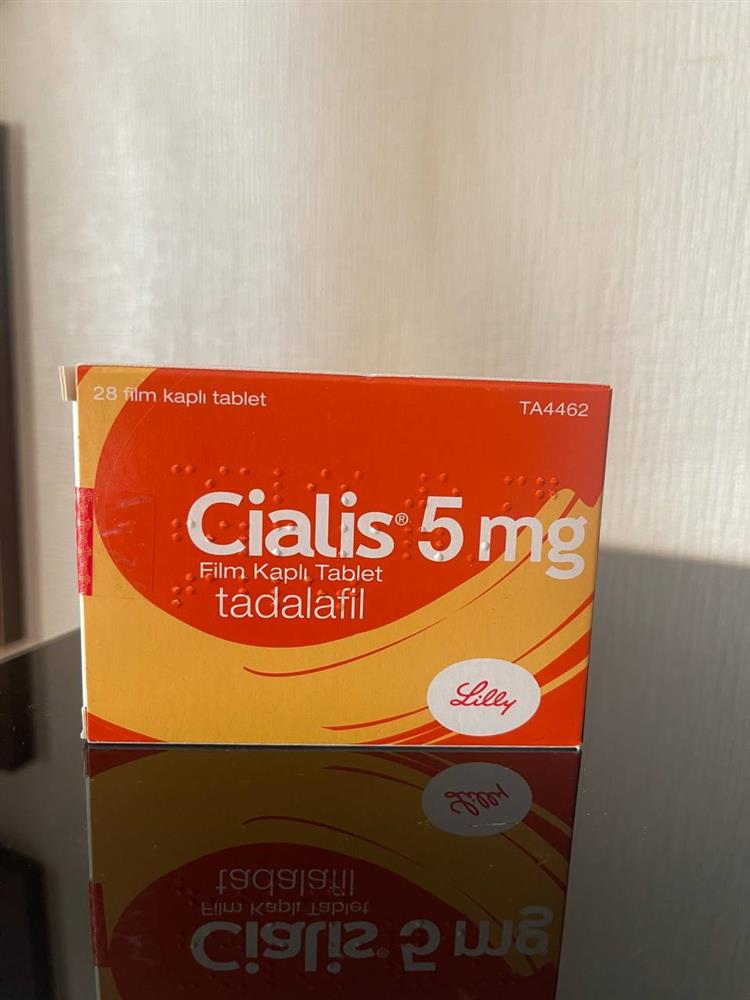 28 film kaplı tablet
TA4462
Cialis® 5 mg
Film Kaplı Tablet
tadalafil
Lilly